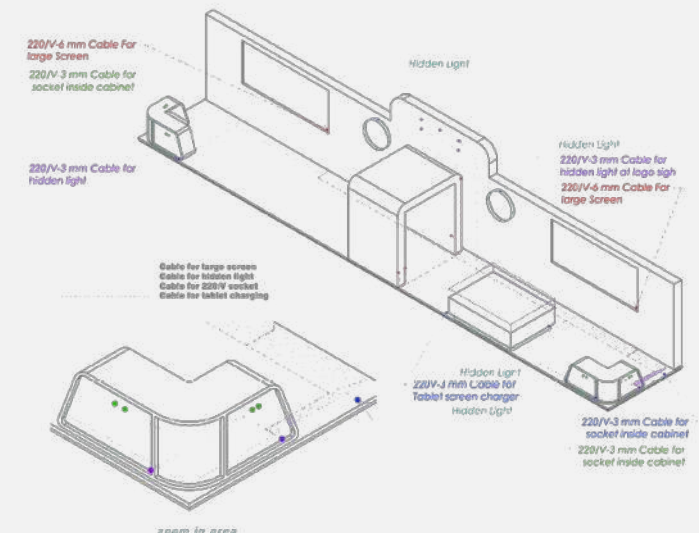 220/V-6 mm Cable For
large Screen
220/V-3 mm Cable for
socket inside cabinet
Hidden Light
220/V-3 mm Cable for
hidden light
Hidden Light
220/V-3 mm Cable for
hidden light at logo sigh
220/V-6 mm Cable For
large Screen
Cable for large screen
Cable for hidden light
Cable for 220/V socket
Cable for tablet charging
Hidden Light
220V-3 mm Cable for
Tablet screen charger
Hidden Light
220/V-3 mm Cable for
socket inside cabinet
220/V-3 mm Cable for
socket inside cabinet
zoom in area